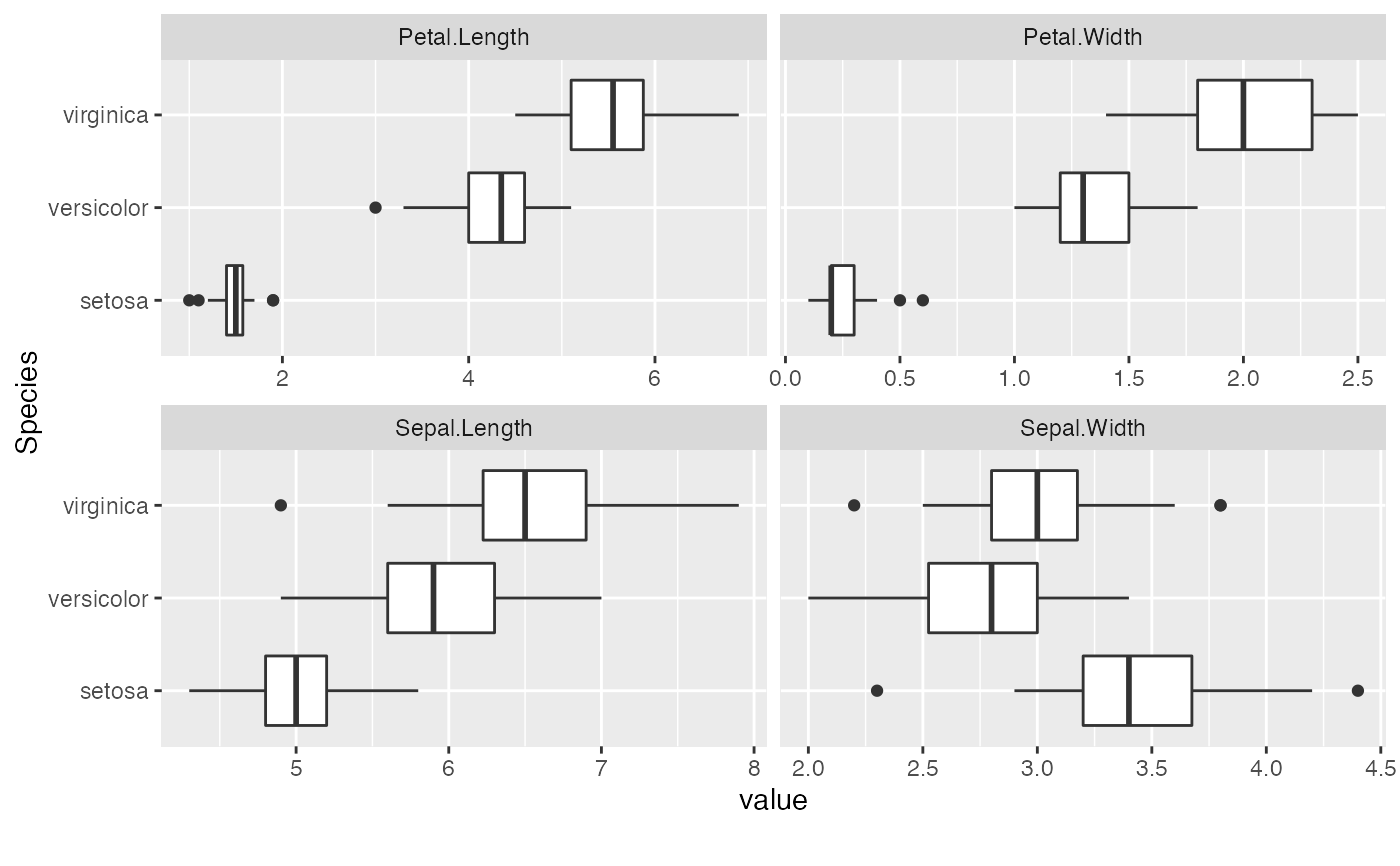 Petal.Length Petal.Width
virginica
versicolor
setosa
2 4 6 0.0 0.5 1.0 1.5 2.0 2.5
Species
Sepal.Length Sepal.Width
virginica
versicolor
setosa
5 6 7 8 2.0 2.5 3.0 3.5 4.0 4.5
value